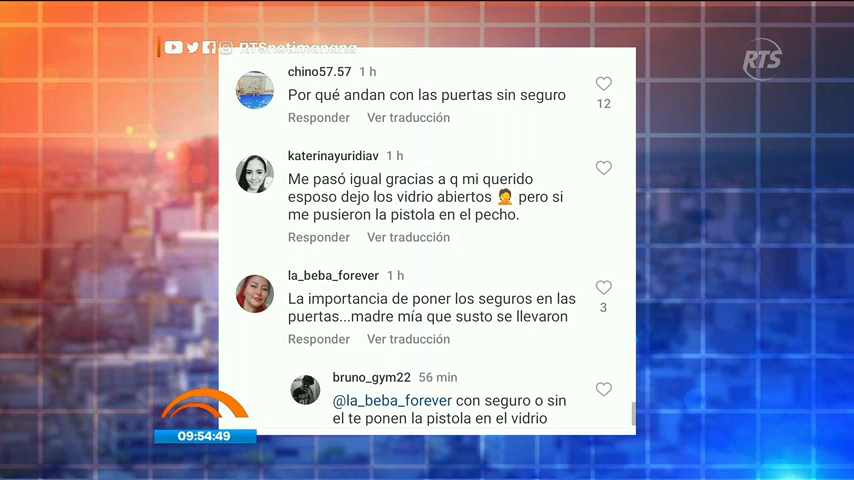 RTSnotimanana
RTS
chino57.57 1 h
Por qué andan con las puertas sin seguro
12
Responder Ver traducción
katerinayuridiav 1 h
Me pasó igual gracias a q mi querido
esposo dejo los vidrio abiertos 🤦 pero si
me pusieron la pistola en el pecho.
Responder Ver traducción
la_beba_forever 1 h
La importancia de poner los seguros en las
puertas...madre mía que susto se llevaron
3
Responder Ver traducción
bruno_gym22 56 min
@la_beba_forever con seguro o sin
el te ponen la pistola en el vidrio
09:54:49